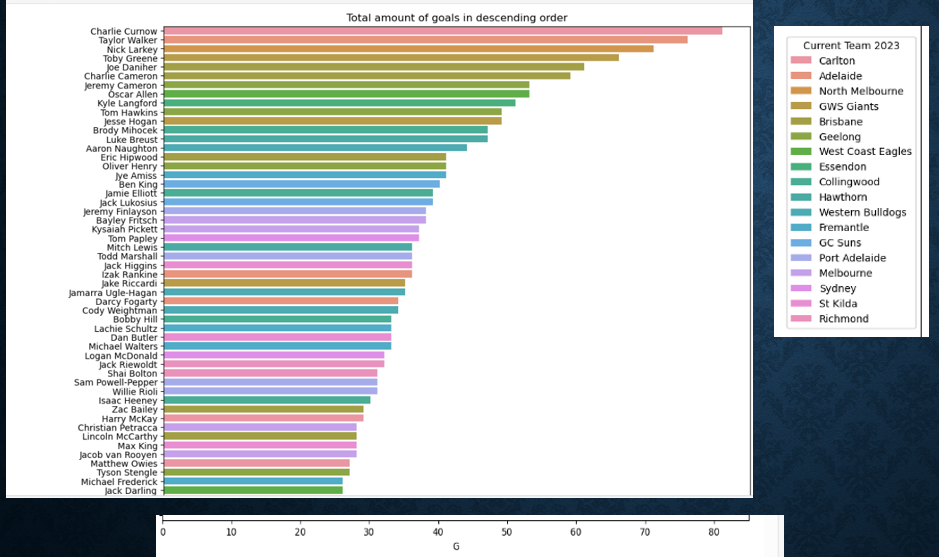 Total amount of goals in descending order
Charlie Curnow
Taylor Walker
Nick Larkey
Toby Greene
Joe Daniher
Charlie Cameron
Jeremy Cameron
Oscar Allen
Kyle Langford
Tom Hawkins
Jesse Hogan
Brody Mihocek
Luke Breust
Aaron Naughton
Eric Hipwood
Oliver Henry
Jye Amiss
Ben King
Jamie Elliott
Jack Lukosius
Jeremy Finlayson
Bayley Fritsch
Kysaiah Pickett
Tom Papley
Mitch Lewis
Todd Marshall
Jack Higgins
Izak Rankine
Jake Riccardi
Jamarra Ugle-Hagan
Darcy Fogarty
Cody Weightman
Bobby Hill
Lachie Schultz
Dan Butler
Michael Walters
Logan McDonald
Jack Riewoldt
Shai Bolton
Sam Powell-Pepper
Willie Rioli
Isaac Heeney
Zac Bailey
Harry McKay
Christian Petracca
Lincoln McCarthy
Max King
Jacob van Rooyen
Matthew Owies
Tyson Stengle
Michael Frederick
Jack Darling
0 10 20 30 40 50 60 70 80
G
Current Team 2023
Carlton
Adelaide
North Melbourne
GWS Giants
Brisbane
Geelong
West Coast Eagles
Essendon
Collingwood
Hawthorn
Western Bulldogs
Fremantle
GC Suns
Port Adelaide
Melbourne
Sydney
St Kilda
Richmond